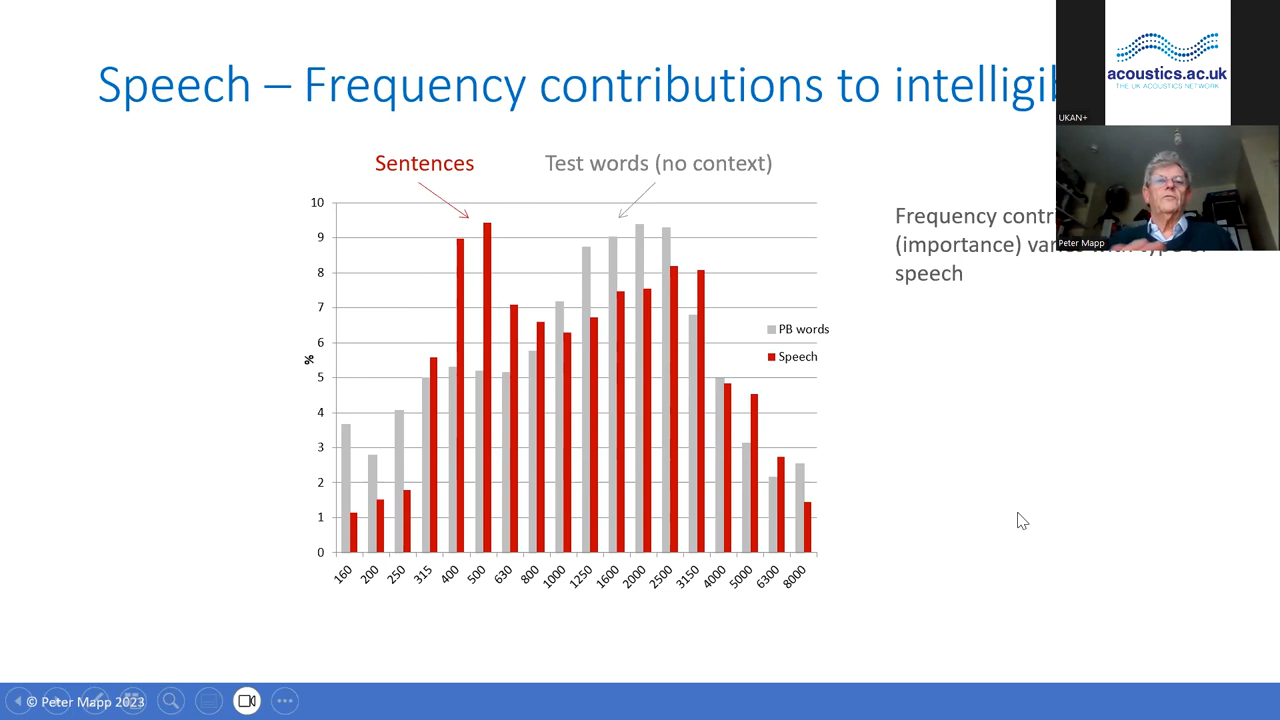 Speech – Frequency contributions to
acoustics.ac.uk
THE UK ACOUSTICS NETWORK
UKAN+
Peter Mapp
Sentences
Test words (no context)
Frequency
(importance)
speech
10
9
8
7
6
5
4
3
2
1
0
%
PB words
Speech
160 200 250 315 400 500 630 800 1000 1250 1600 2000 2500 3150 4000 5000 6300 8000
© Peter Mapp 2023